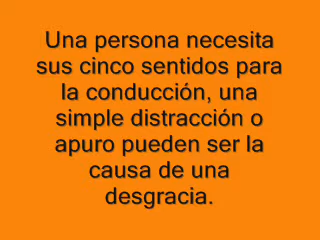 Una persona necesita
sus cinco sentidos para
la conducción, una
simple distracción o
apuro pueden ser la
causa de una
desgracia.